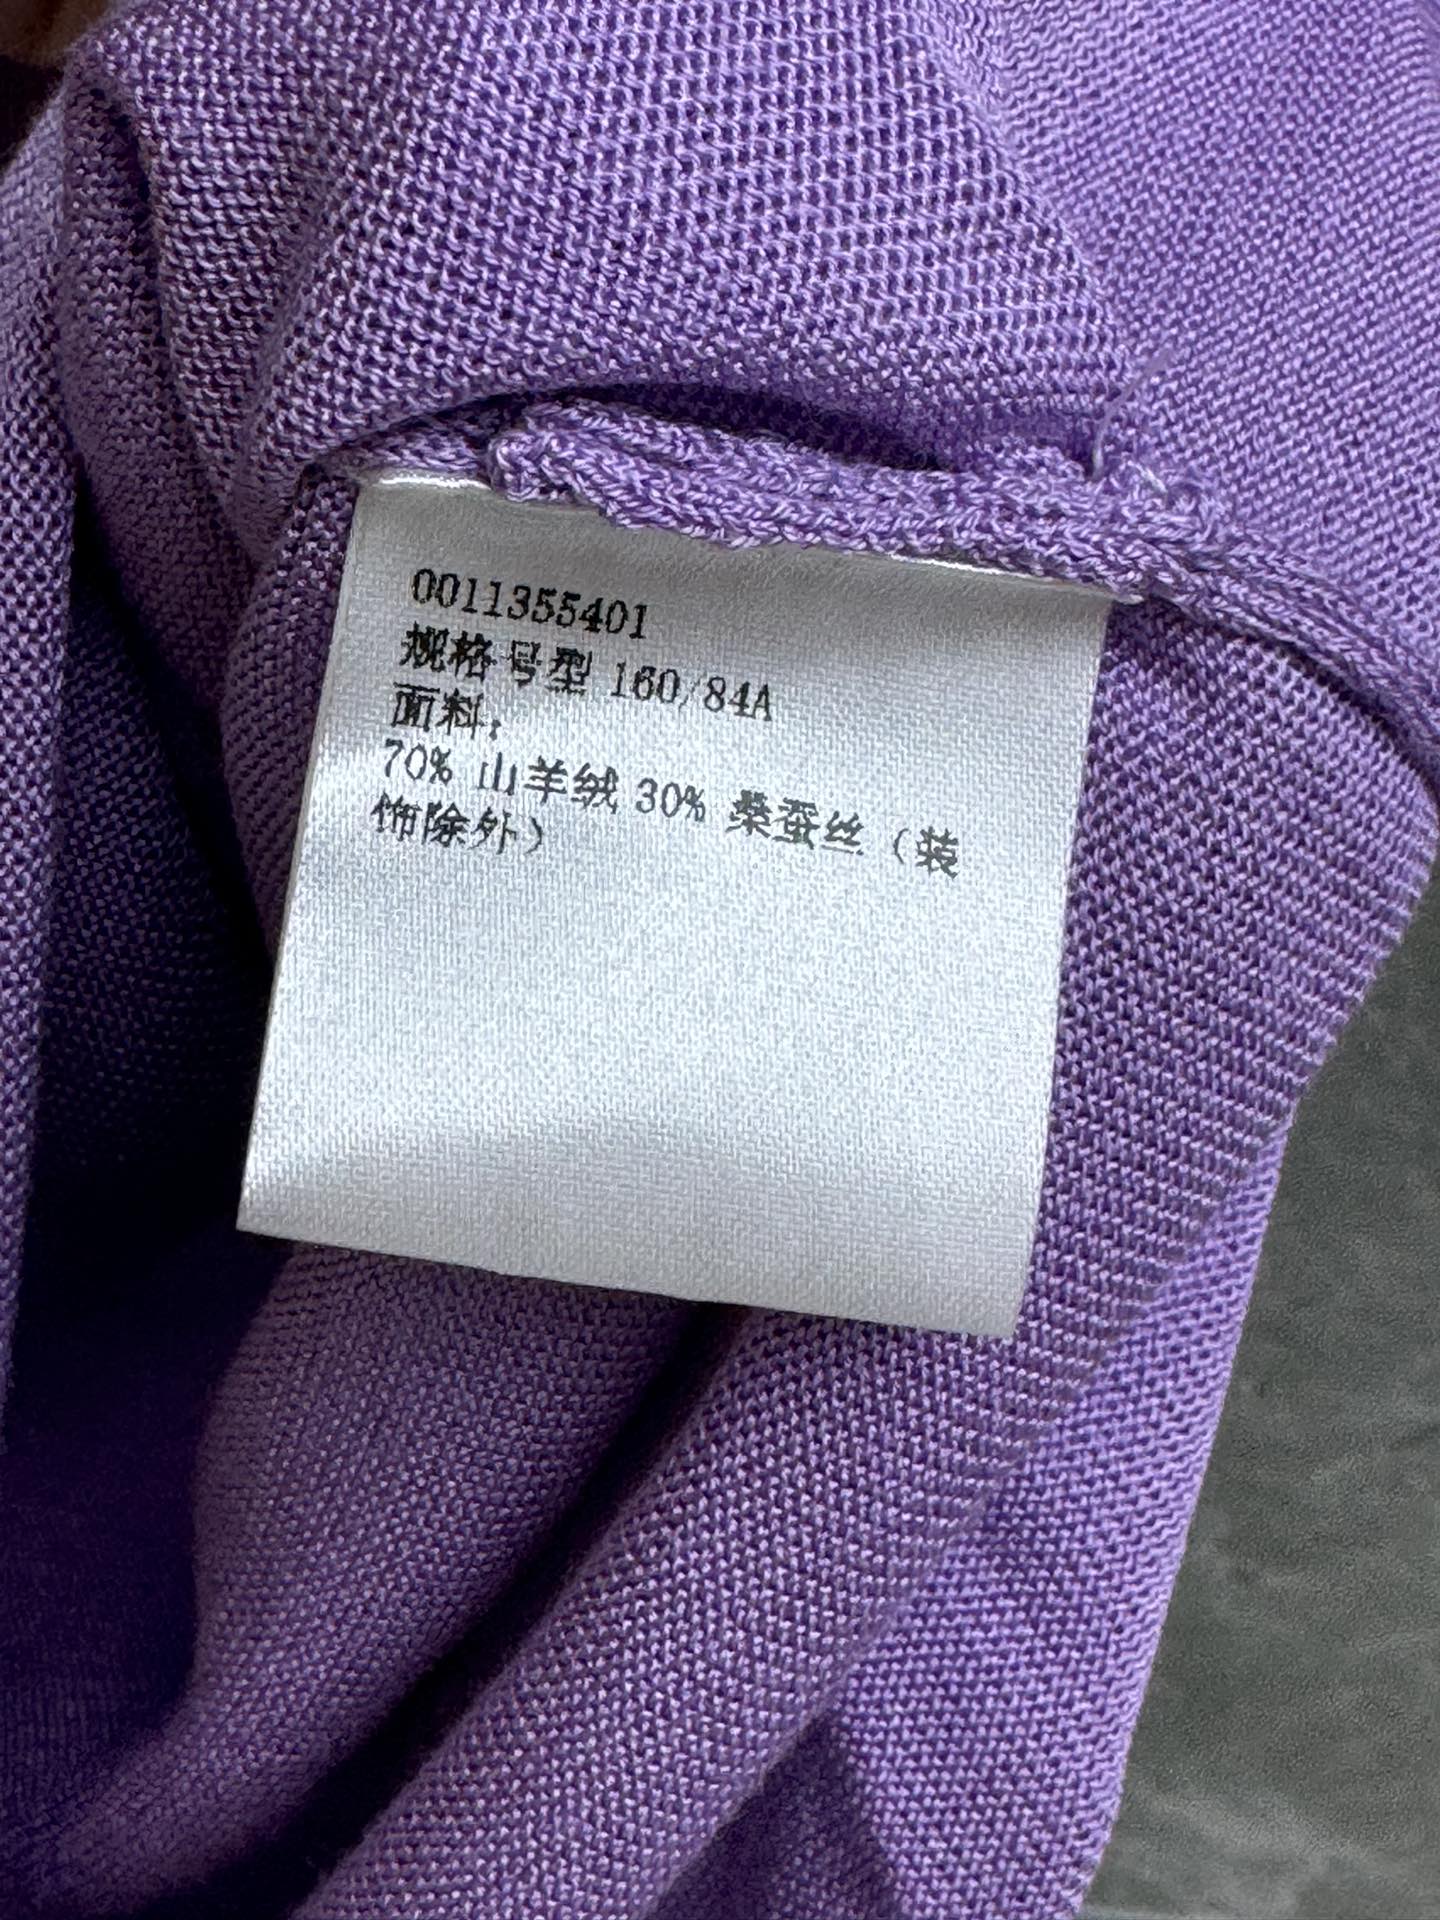 0011355401
规格号型 160/84A
面料：
70% 山羊绒 30% 桑蚕丝（装
饰除外）